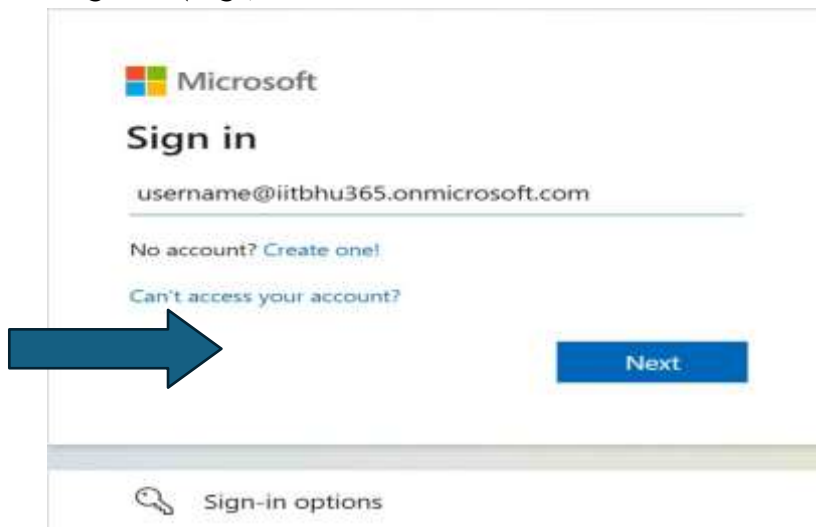 Microsoft
Sign in
username@iitbhu365.onmicrosoft.com
No account? Create one!
Can't access your account?
Next
Sign-in options